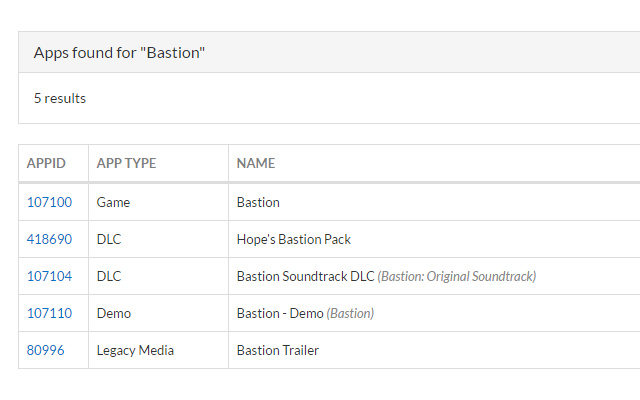 Apps found for "Bastion"
5 results
APPID APP TYPE NAME
107100 Game Bastion
418690 DLC Hope's Bastion Pack
107104 DLC Bastion Soundtrack DLC (Bastion: Original Soundtrack)
107110 Demo Bastion - Demo (Bastion)
80996 Legacy Media Bastion Trailer